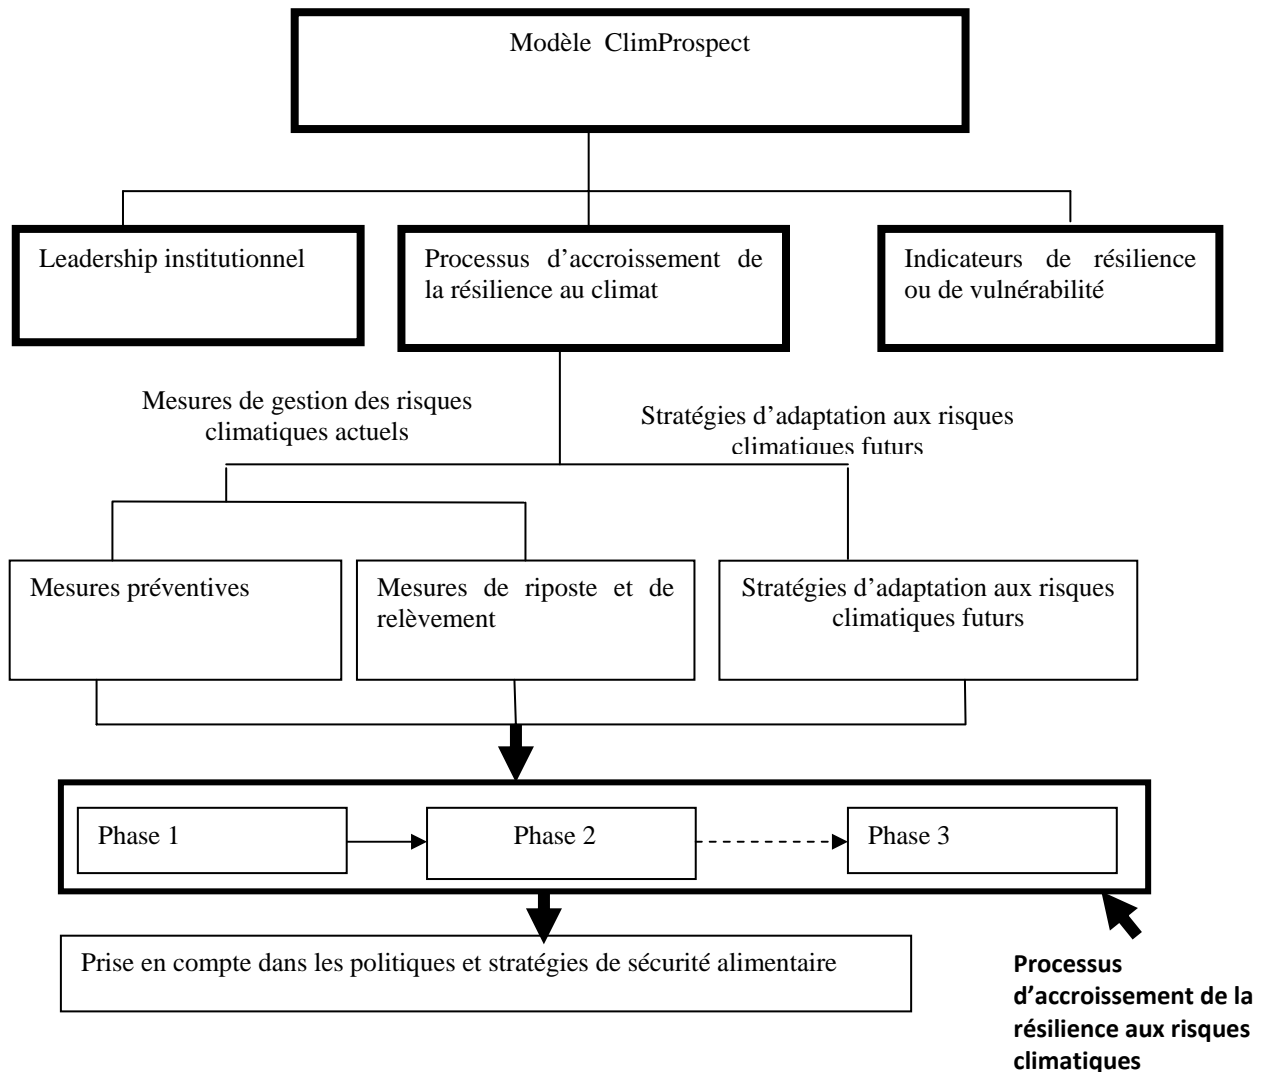 Modèle ClimProspect
Leadership institutionnel
Processus d'accroissement de
la résilience au climat
Indicateurs de résilience
ou de vulnérabilité
Mesures de gestion des risques
climatiques actuels
Stratégies d'adaptation aux risques
climatiques futurs
Mesures préventives
Mesures de riposte et de
relèvement
Stratégies d'adaptation aux risques
climatiques futurs
Phase 1
Phase 2
Phase 3
Prise en compte dans les politiques et stratégies de sécurité alimentaire
Processus
d'accroissement de la
résilience aux risques
climatiques